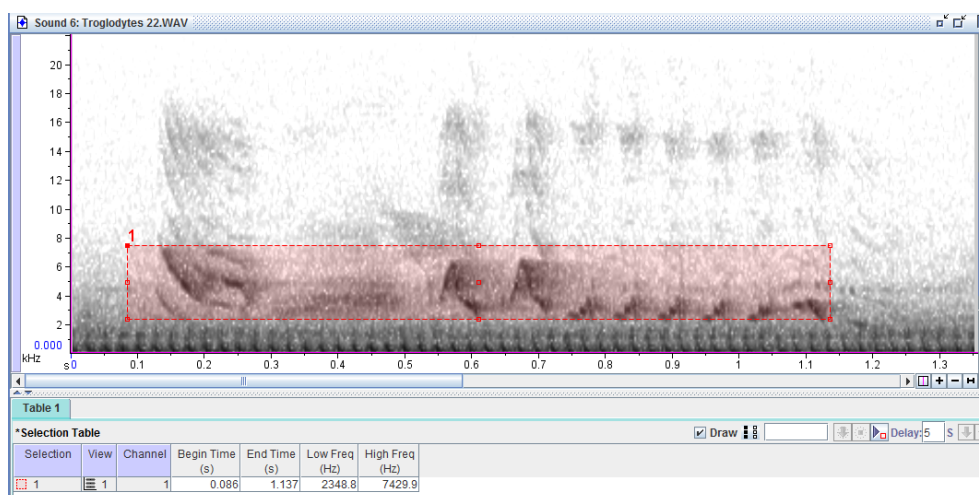 Sound 6: Troglodytes 22.WAV
20
18
16
14
12
10
8
6
4
2
0.000
kHz
1
s0 0.1 0.2 0.3 0.4 0.5 0.6 0.7 0.8 0.9 1 1.1 1.2 1.3
Table 1
*Selection Table Draw Delay: 5 S
Selection View Channel Begin Time (s) End Time (s) Low Freq (Hz) High Freq (Hz)
1 1 1 0.086 1.137 2348.8 7429.9